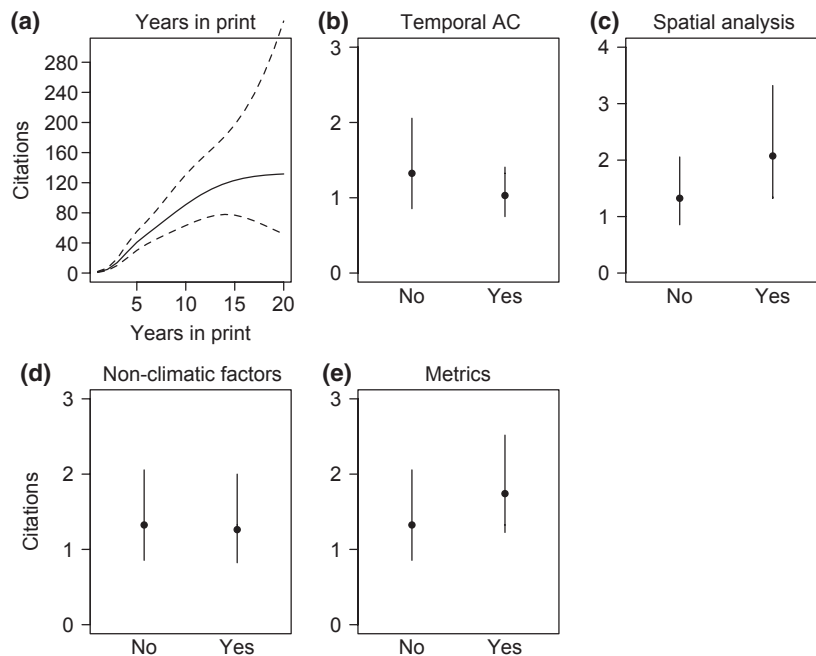 (a) Years in print
280
240
200
160
120
80
40
0
Citations
5 10 15 20
Years in print
(b) Temporal AC
3
2
1
0
No Yes
(c) Spatial analysis
4
3
2
1
0
No Yes
(d) Non-climatic factors
3
2
1
0
Citations
No Yes
(e) Metrics
3
2
1
0
No Yes